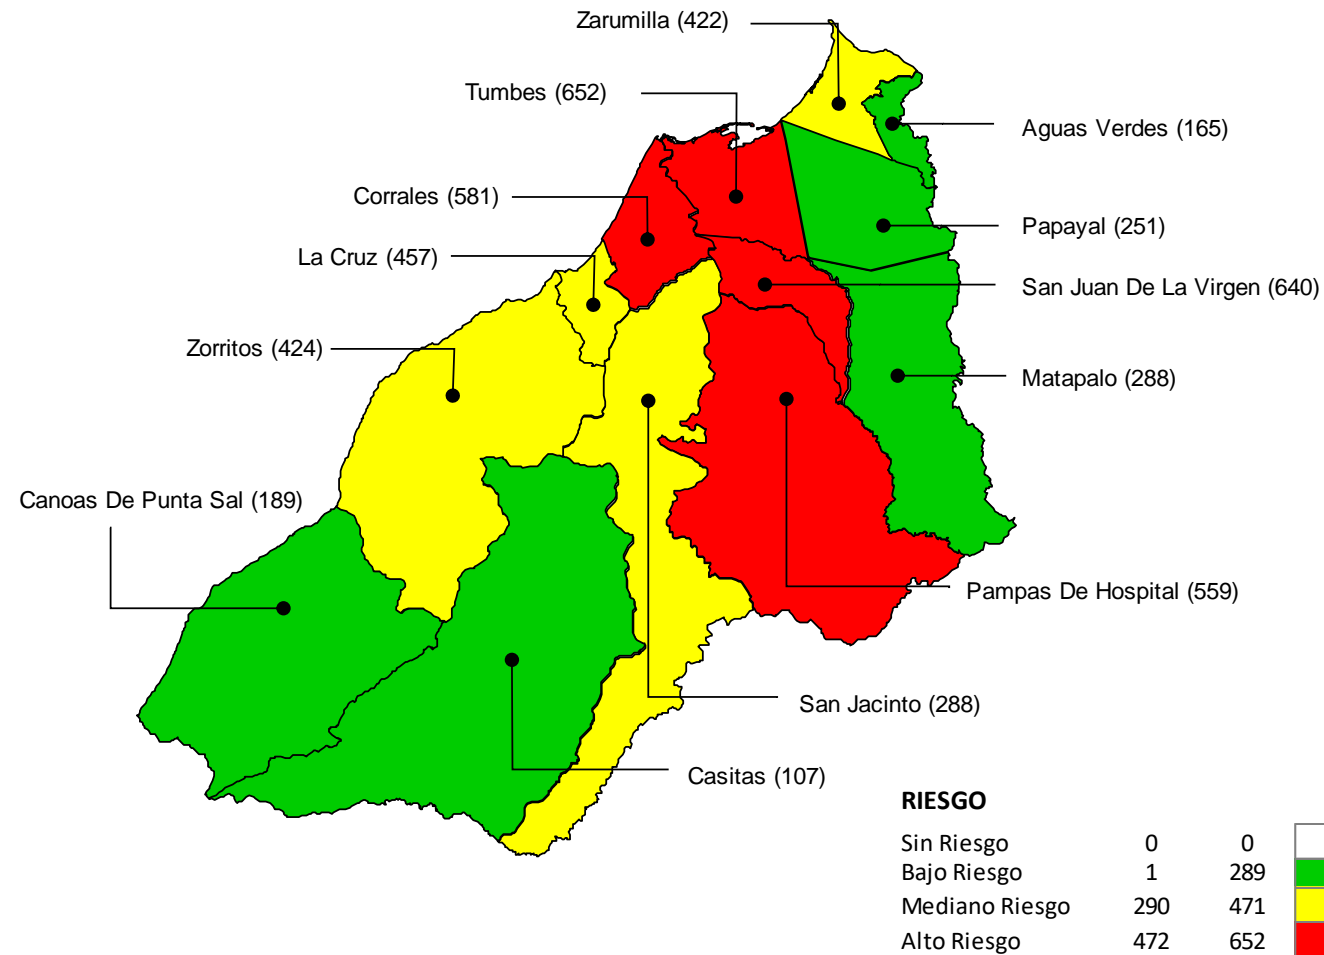 Zarumilla (422)
Tumbes (652)
Aguas Verdes (165)
Corrales (581)
Papayal (251)
La Cruz (457)
San Juan De La Virgen (640)
Zorritos (424)
Matapalo (288)
Canoas De Punta Sal (189)
Pampas De Hospital (559)
San Jacinto (288)
Casitas (107)
RIESGO
Sin Riesgo 0 0
Bajo Riesgo 1 289
Mediano Riesgo 290 471
Alto Riesgo 472 652